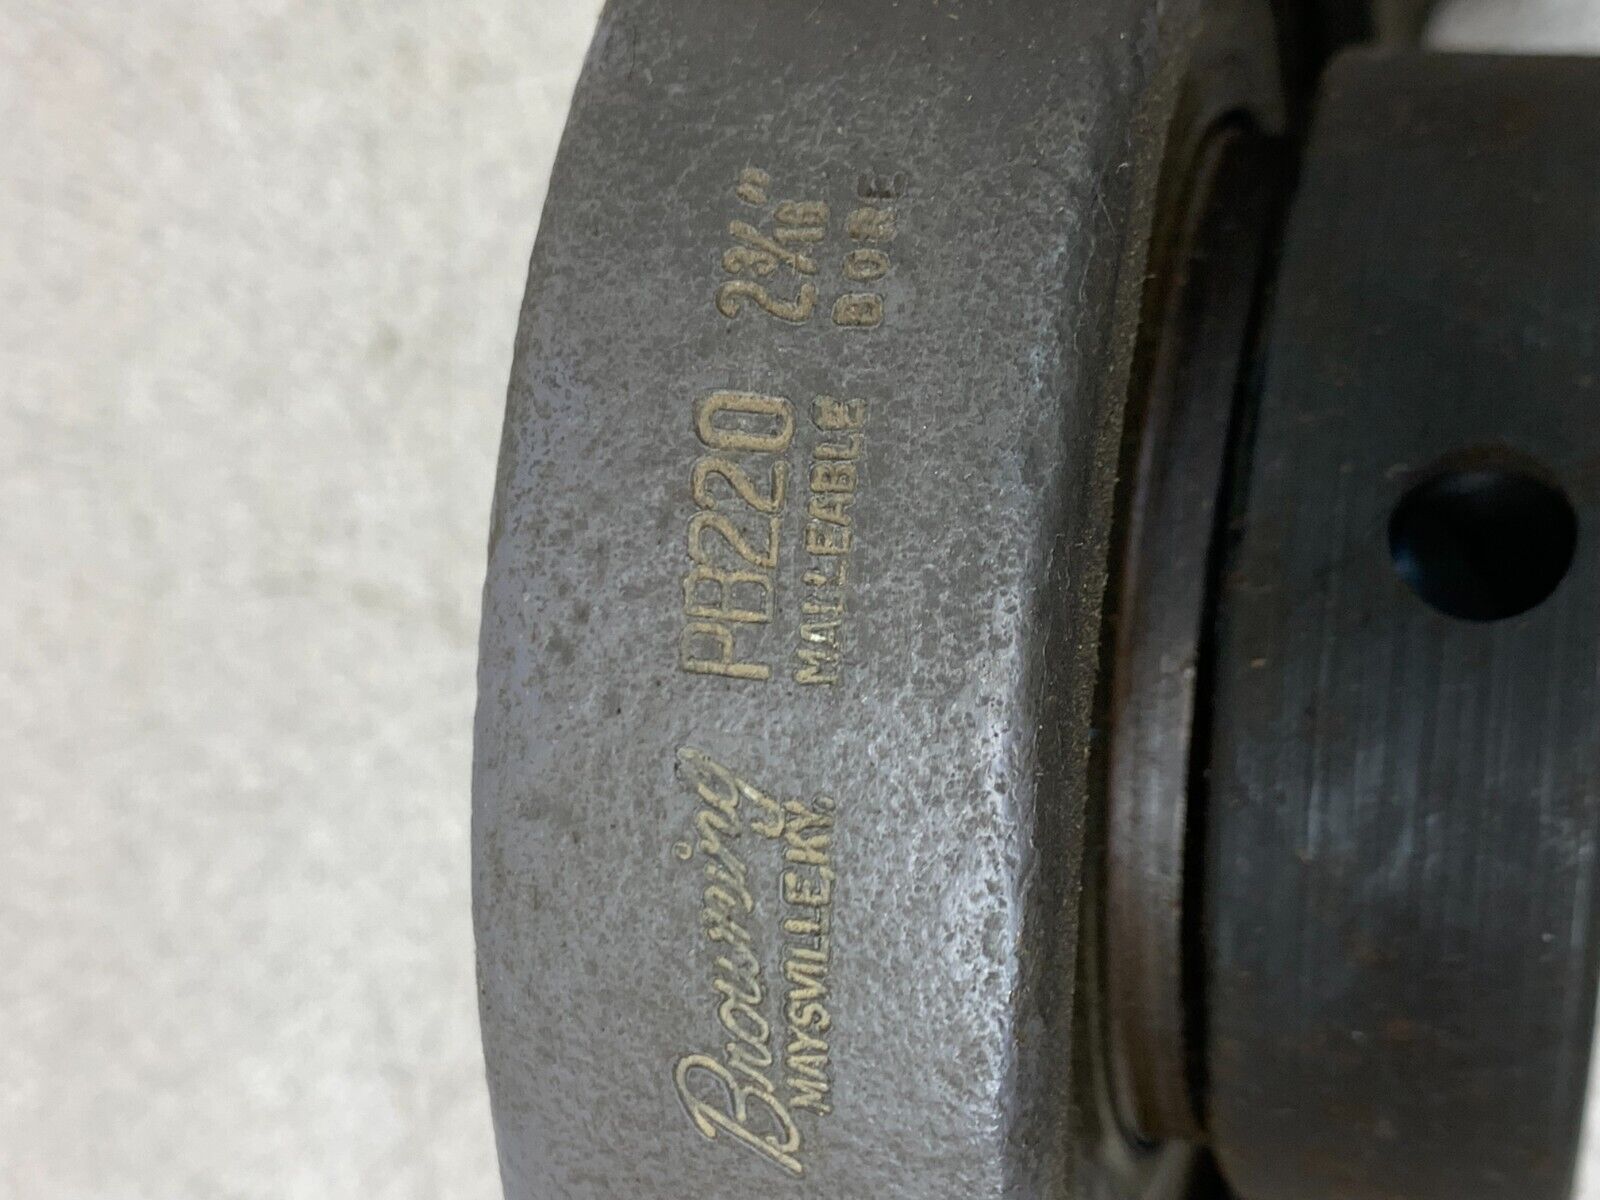 Browning PB220 2 3/16"
MAYSVILLE, KY. MALLEABLE BORE